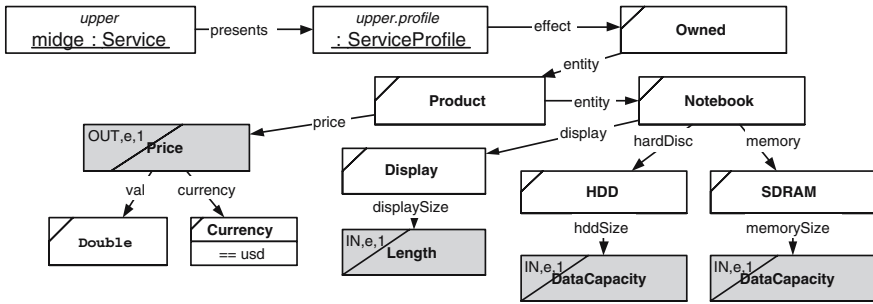 upper
midge : Service
presents
upper.profile
: ServiceProfile
effect
Owned
entity
Product
entity
Notebook
price
OUT,e,1
Price
display
hardDisc
memory
val
currency
Display
HDD
SDRAM
Double
Currency
== usd
displaySize
IN,e,1
Length
hddSize
IN,e,1
DataCapacity
memorySize
IN,e,1
DataCapacity